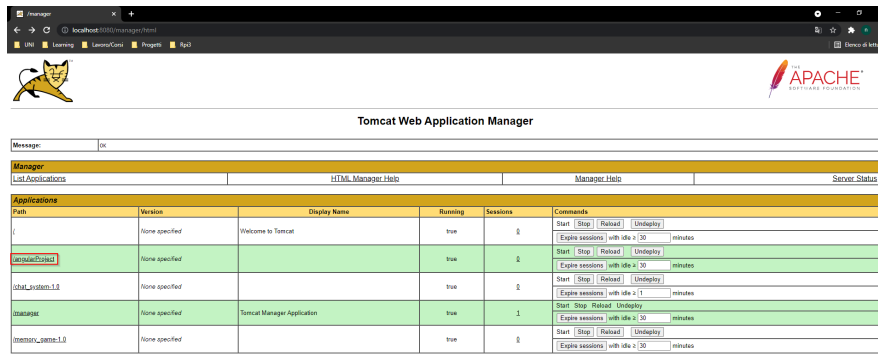 /manager
localhost:8080/manager/html
UNI Learning Lavoro/Corsi Progetti Rpi3 Elenco di lett
THE
APACHE
SOFTWARE FOUNDATION
Tomcat Web Application Manager
Message: OK
Manager
List Applications HTML Manager Help Manager Help Server Status
Applications
Path Version Display Name Running Sessions Commands
/ None specified Welcome to Tomcat true 0 Start Stop Reload Undeploy
Expire sessions with idle ≥ 30 minutes
/angularProject None specified true 0 Start Stop Reload Undeploy
Expire sessions with idle ≥ 30 minutes
/chat_system-1.0 None specified true 0 Start Stop Reload Undeploy
Expire sessions with idle ≥ 1 minutes
/manager None specified Tomcat Manager Application true 1 Start Stop Reload Undeploy
Expire sessions with idle ≥ 30 minutes
/memory_game-1.0 None specified true 0 Start Stop Reload Undeploy
Expire sessions with idle ≥ 30 minutes